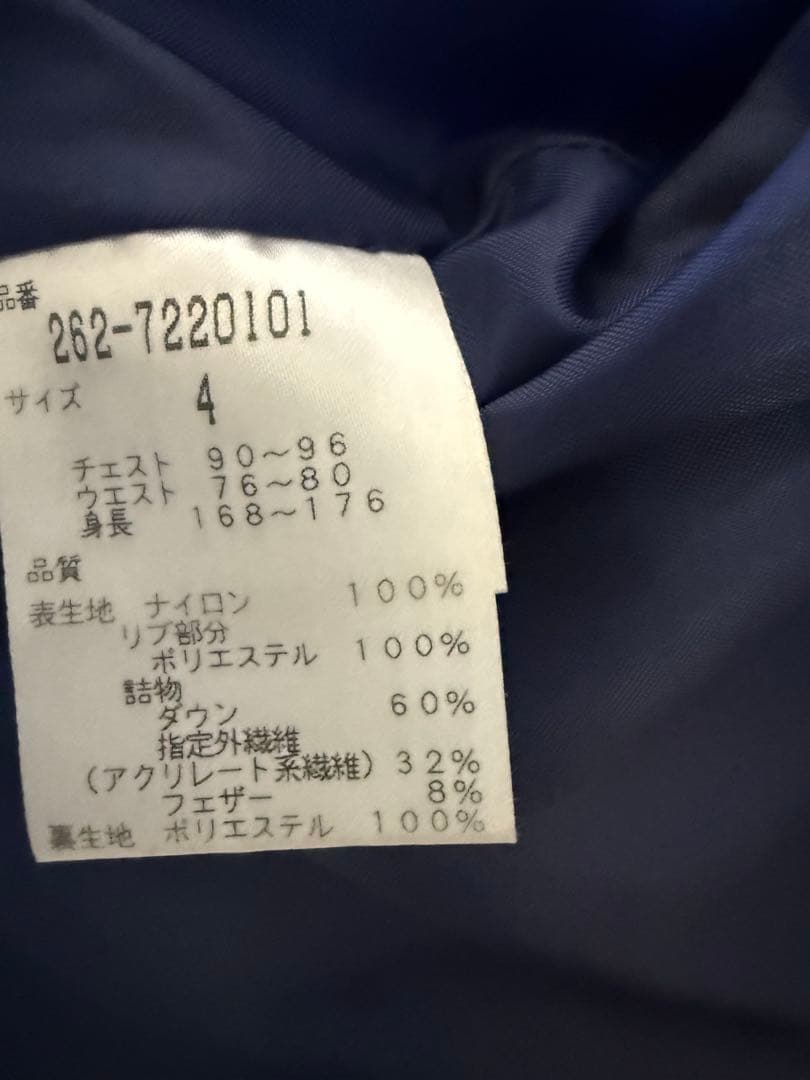 品番
262-7220101
サイズ 4
チェスト 90～96
ウエスト 76～80
身長 168～176
品質
表生地 ナイロン 100%
リブ部分
ポリエステル 100%
詰物
ダウン 60%
指定外繊維
(アクリレート系繊維) 32%
フェザー 8%
裏生地 ポリエステル 100%